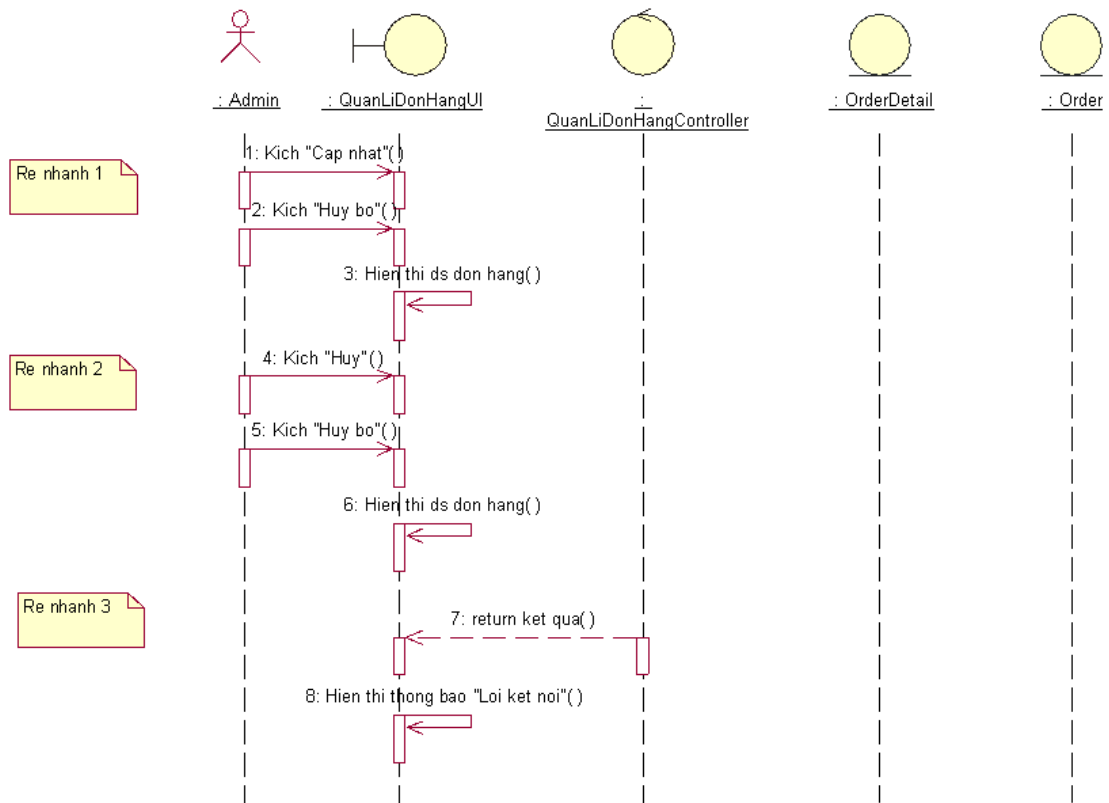 : Admin
: QuanLiDonHangUI
:
QuanLiDonHangController
: OrderDetail
: Order
Re nhanh 1
1: Kich "Cap nhat"()
2: Kich "Huy bo"()
3: Hien thi ds don hang()
Re nhanh 2
4: Kich "Huy"()
5: Kich "Huy bo"()
6: Hien thi ds don hang()
Re nhanh 3
7: return ket qua()
8: Hien thi thong bao "Loi ket noi"()